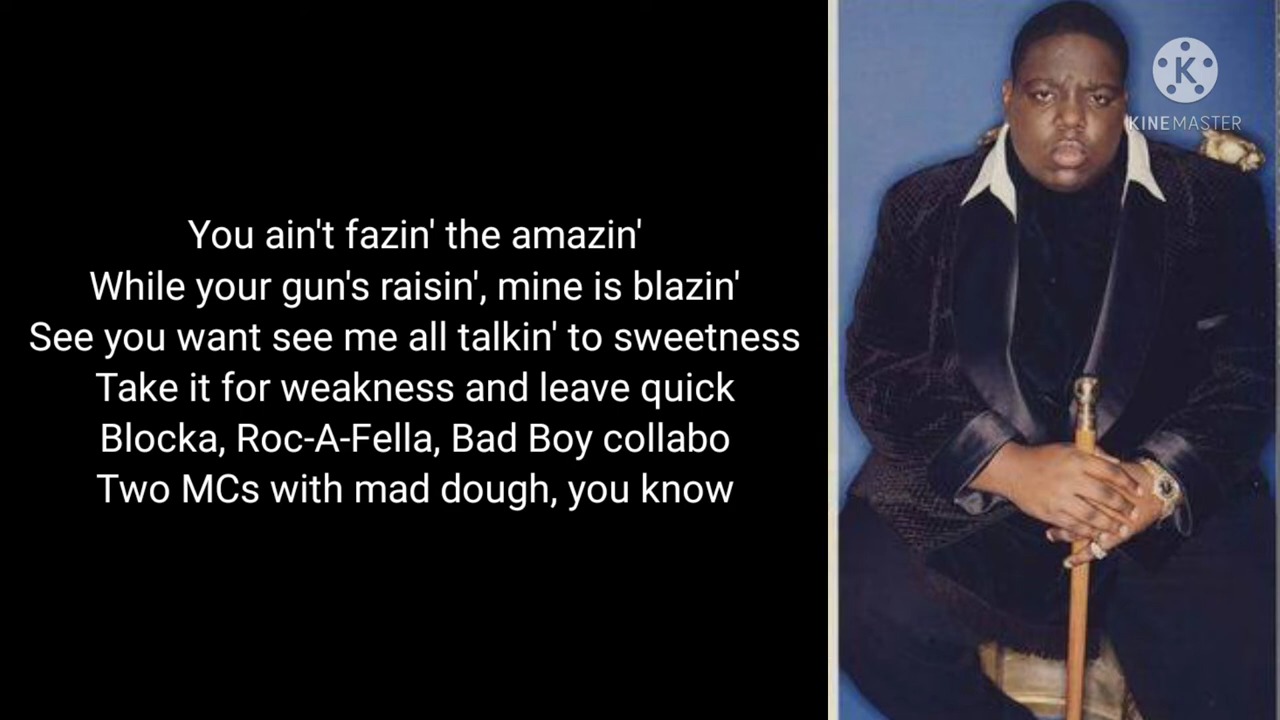 You ain't fazin' the amazin'
While your gun's raisin', mine is blazin'
See you want see me all talkin' to sweetness
Take it for weakness and leave quick
Blocka, Roc-A-Fella, Bad Boy collabo
Two MCs with mad dough, you know
K
KINEMASTER